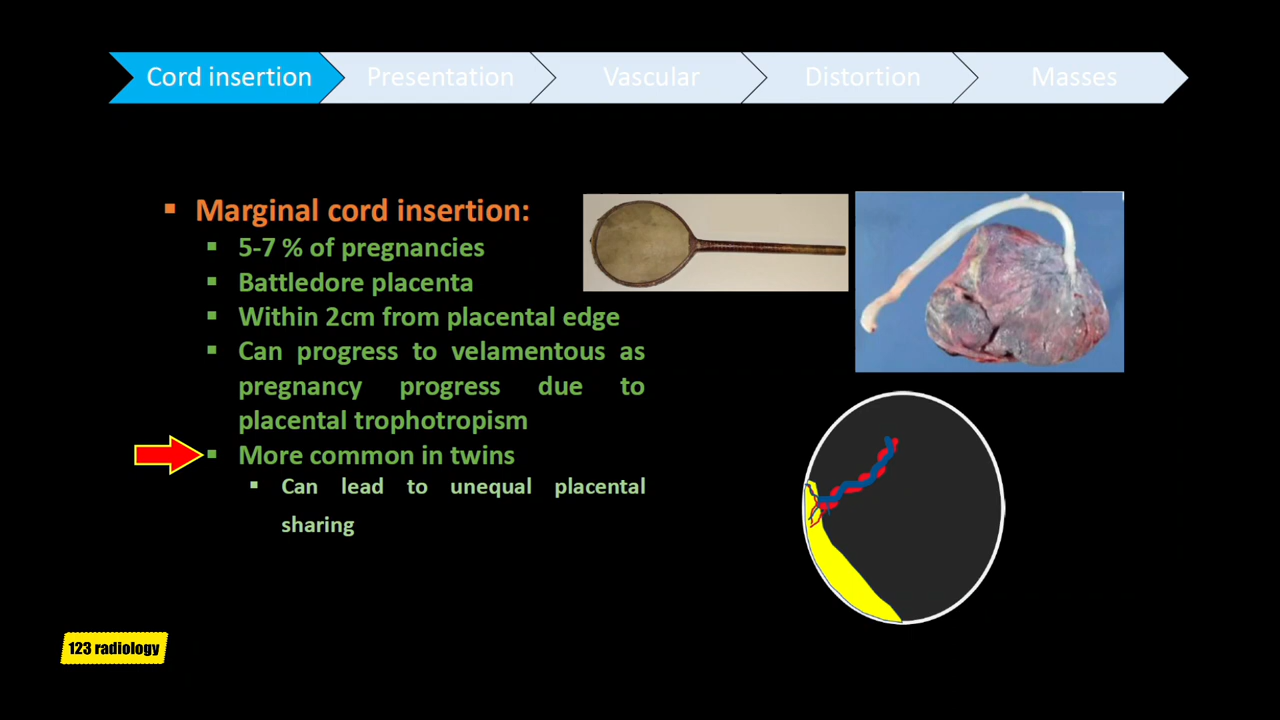 Cord insertion
Presentation
Vascular
Distortion
Masses
Marginal cord insertion:
5-7 % of pregnancies
Battledore placenta
Within 2cm from placental edge
Can progress to velamentous as
pregnancy progress due to
placental trophotropism
More common in twins
Can lead to unequal placental
sharing
123 radiology